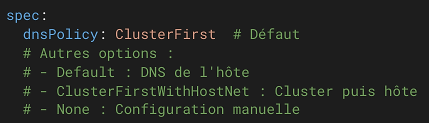 spec:
  dnsPolicy: ClusterFirst  # Défaut
  # Autres options :
  # - Default : DNS de l'hôte
  # - ClusterFirstWithHostNet : Cluster puis hôte
  # - None : Configuration manuelle